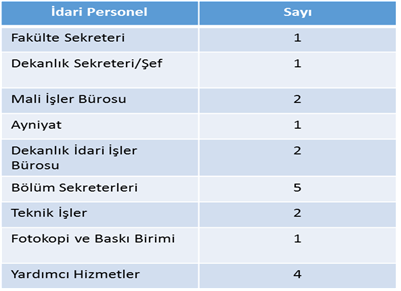 İdari Personel Sayı
Fakülte Sekreteri 1
Dekanlık Sekreteri/Şef 1
Mali İşler Bürosu 2
Ayniyat 1
Dekanlık İdari İşler 2
Bürosu
Bölüm Sekreterleri 5
Teknik İşler 2
Fotokopi ve Baskı Birimi 1
Yardımcı Hizmetler 4